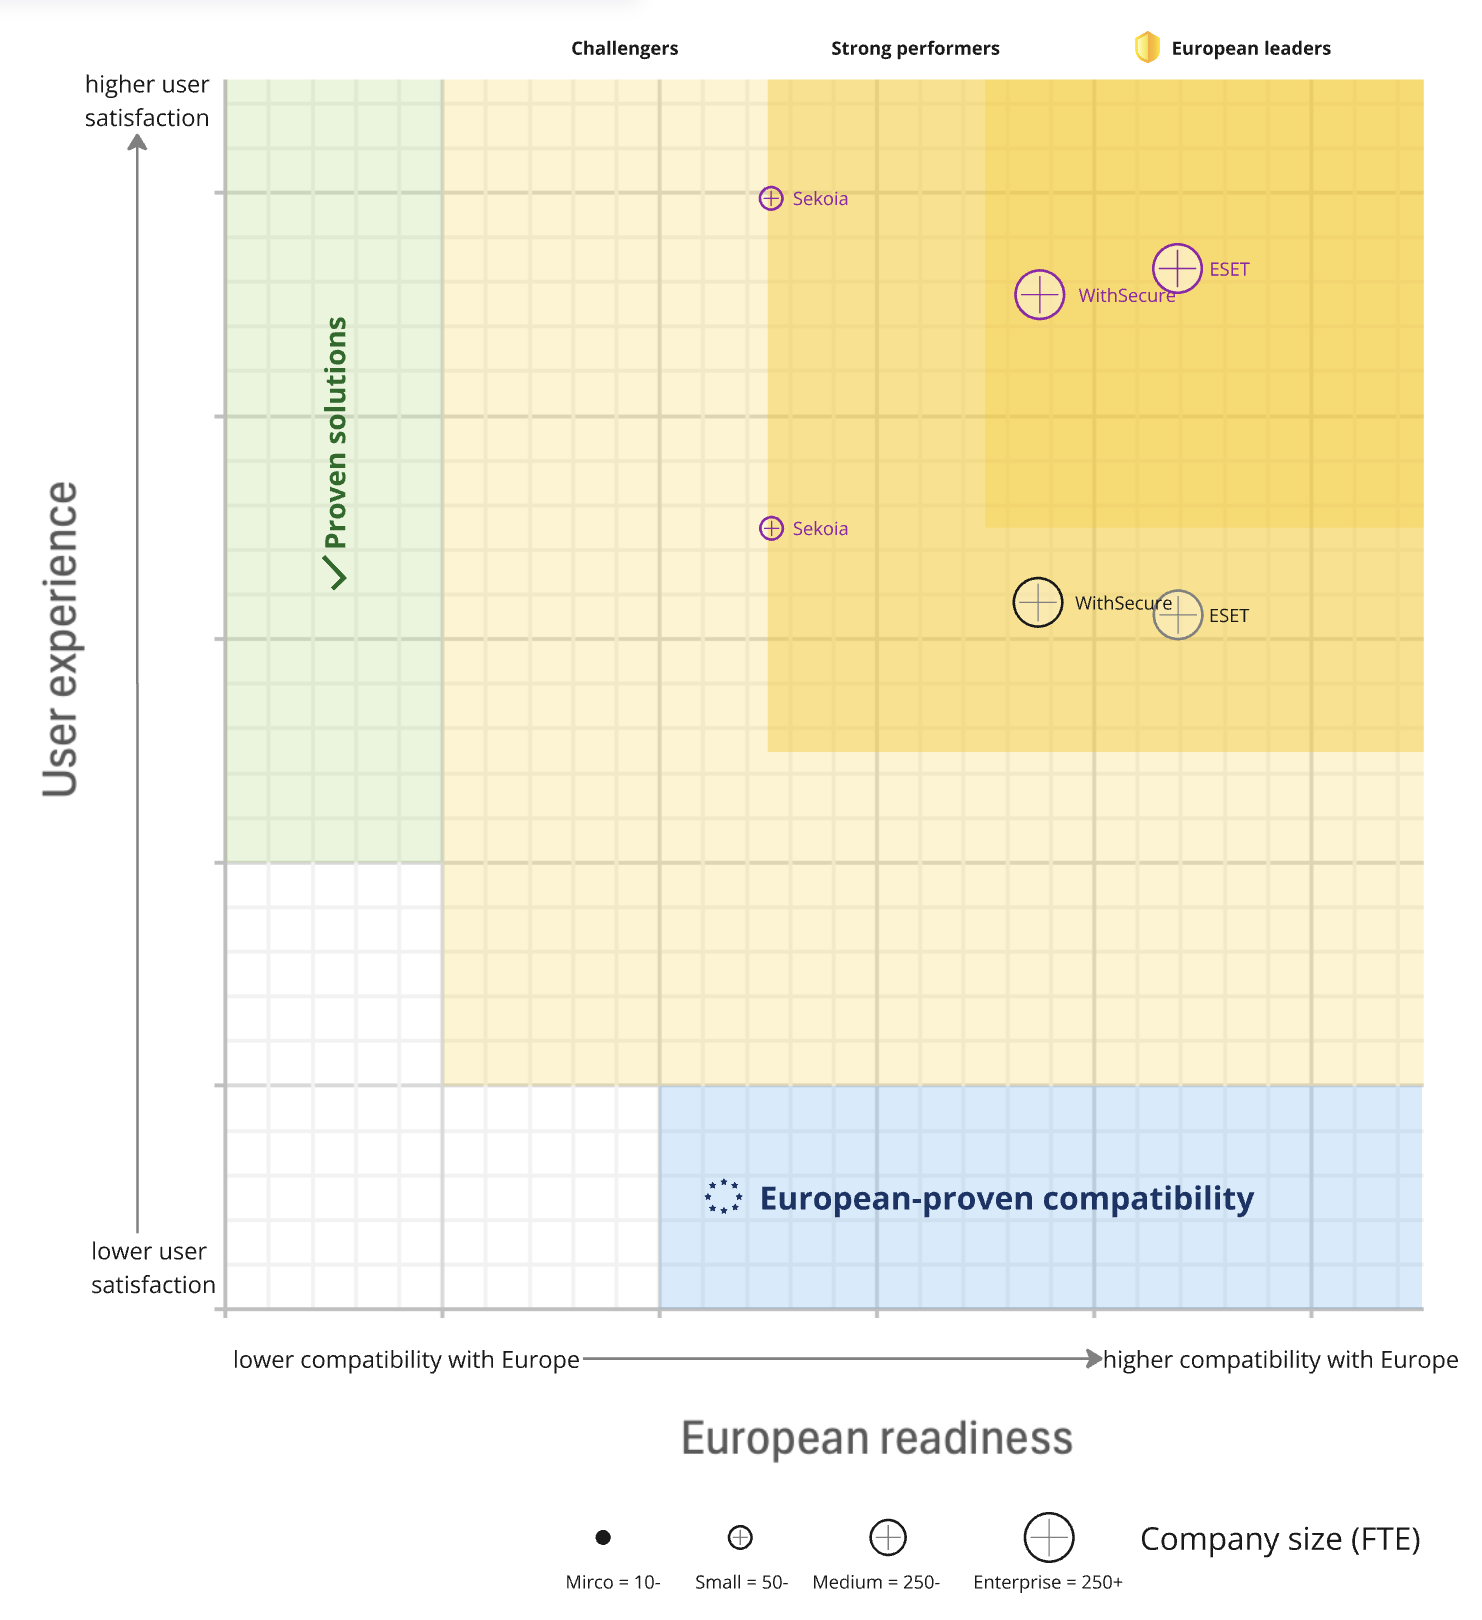 Challengers
Strong performers
European leaders
higher user
satisfaction
Sekoia
ESET
WithSecure
Proven solutions
User experience
Sekoia
WithSecure
ESET
European-proven compatibility
lower user
satisfaction
lower compatibility with Europe
higher compatibility with Europe
European readiness
Company size (FTE)
Mirco = 10-
Small = 50-
Medium = 250-
Enterprise = 250+